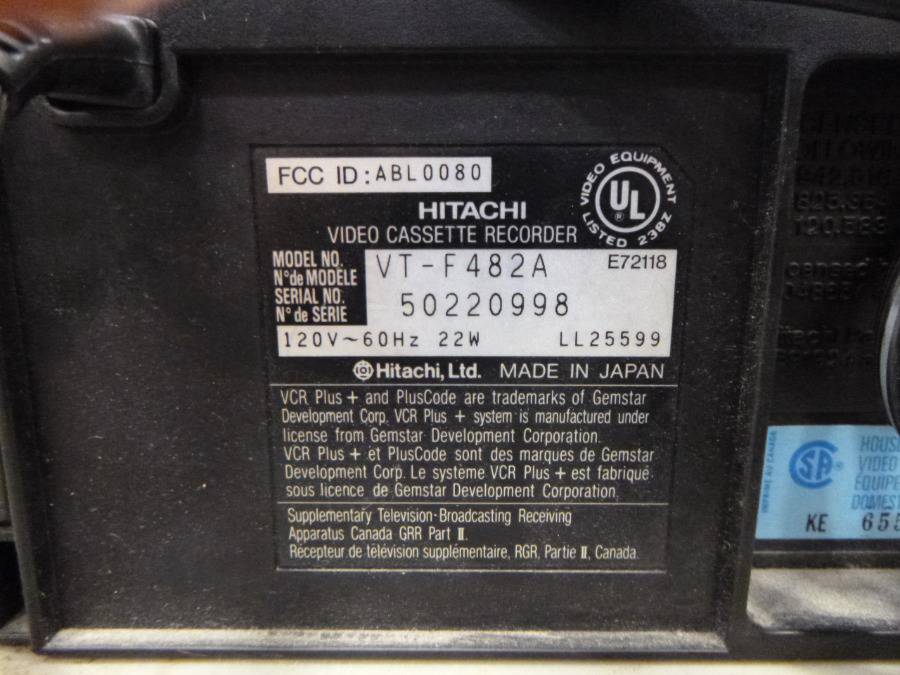 FCC ID: ABL0080
VIDEO EQUIPMENT
UL
®
LISTED 238Z
HITACHI
VIDEO CASSETTE RECORDER
MODEL NO.
N° de MODÈLE
VT-F482A
E72118
SERIAL NO.
N° de SÉRIE
50220998
120V~60Hz 22W
LL25599
Hitachi, Ltd. MADE IN JAPAN
VCR Plus + and PlusCode are trademarks of Gemstar
Development Corp. VCR Plus + system is manufactured under
license from Gemstar Development Corporation.
VCR Plus + et PlusCode sont des marques de Gemstar
Development Corp. Le système VCR Plus + est fabriqué
sous licence de Gemstar Development Corporation.
Supplementary Television-Broadcasting Receiving
Apparatus Canada GRR Part II.
Récepteur de télévision supplémentaire, RGR, Partie II, Canada.
SA
®
VIDEO
KE 655